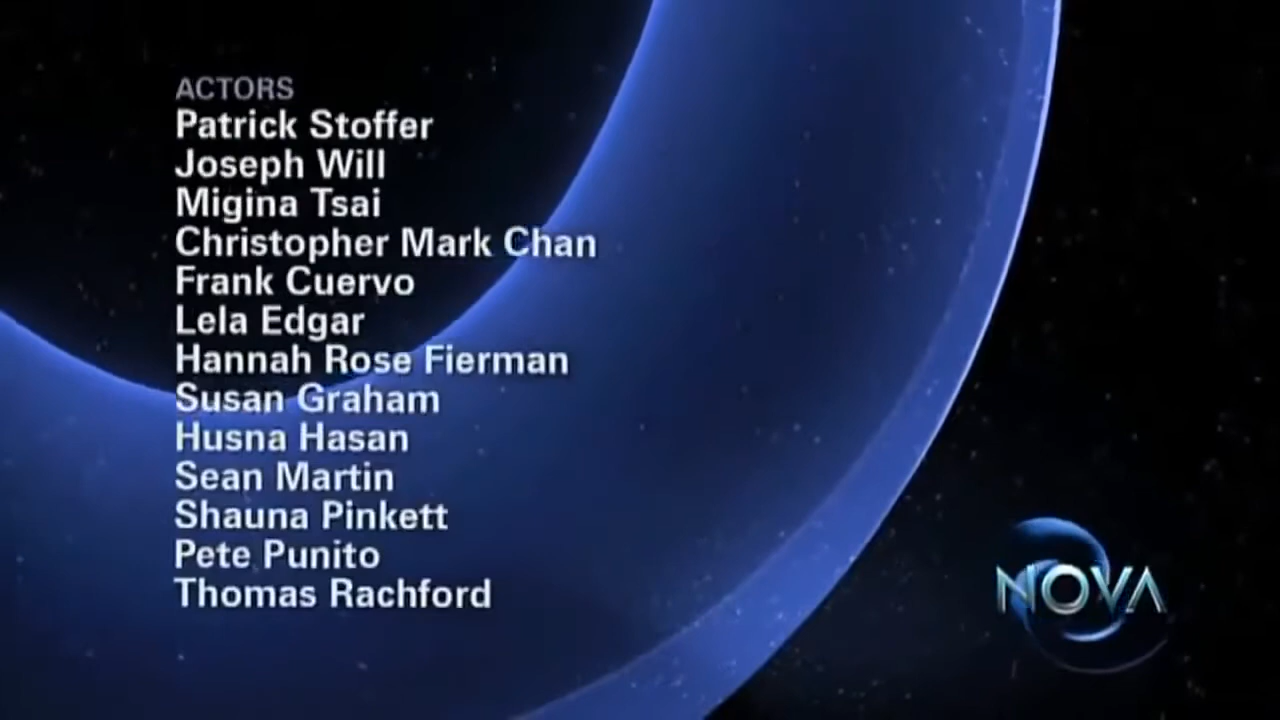 ACTORS
Patrick Stoffer
Joseph Will
Migina Tsai
Christopher Mark Chan
Frank Cuervo
Lela Edgar
Hannah Rose Fierman
Susan Graham
Husna Hasan
Sean Martin
Shauna Pinkett
Pete Punito
Thomas Rachford
NOVA